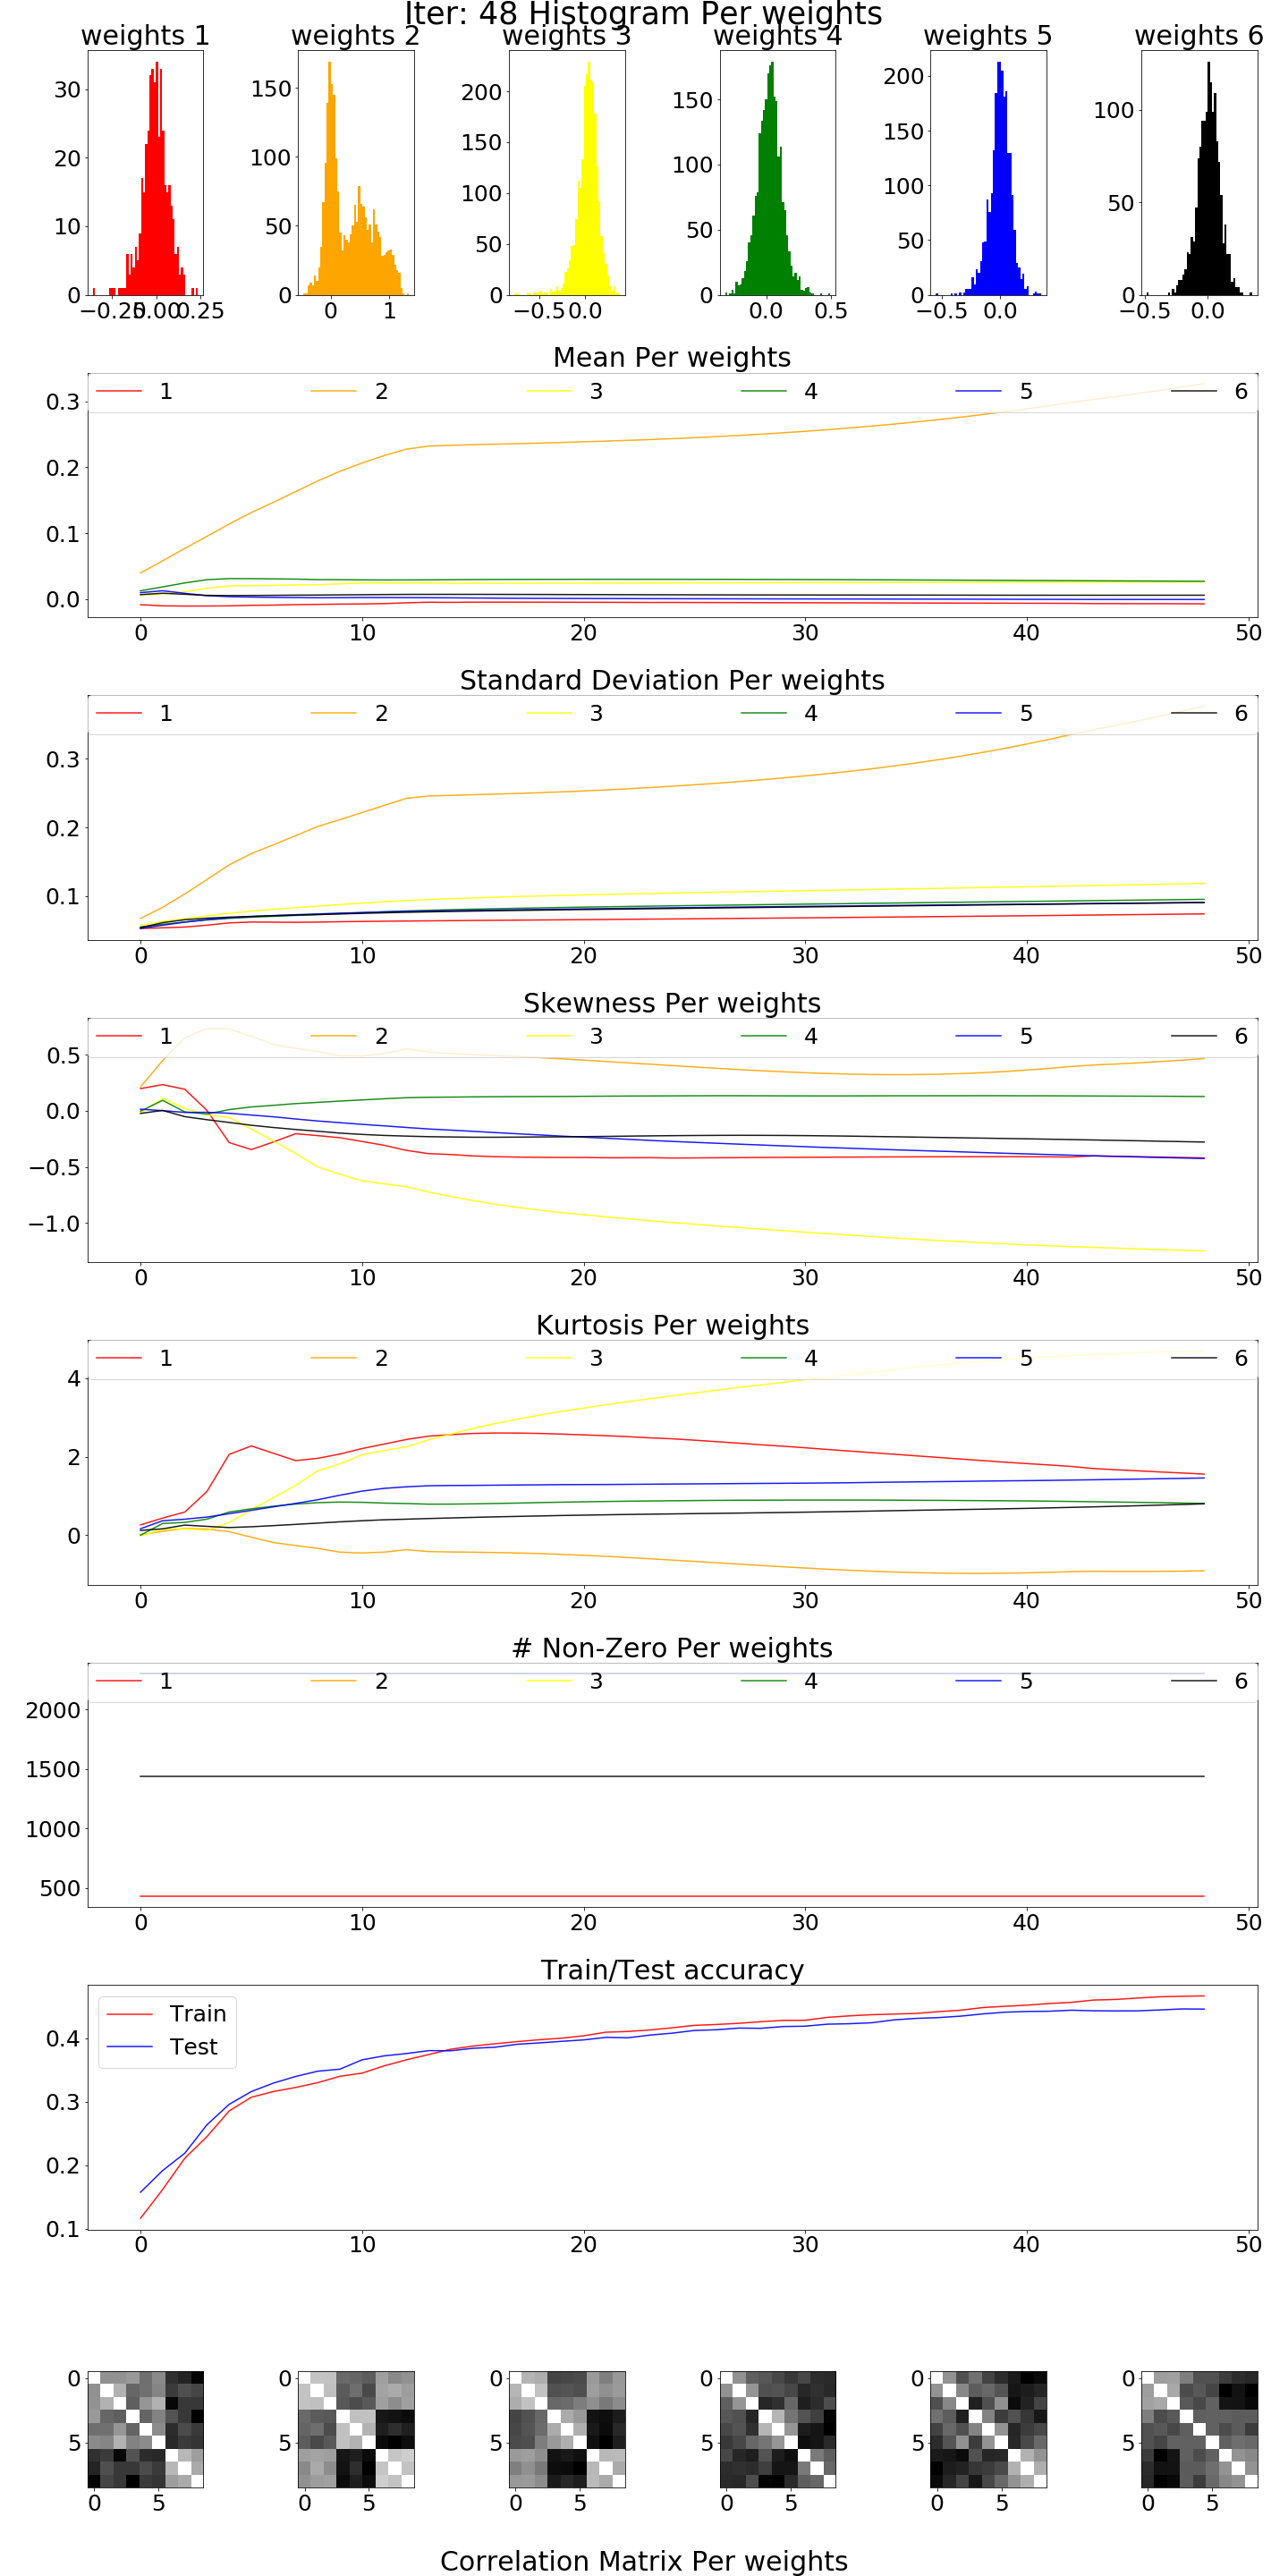 Iter: 48 Histogram Per weights
weights 1 weights 2 weights 3 weights 4 weights 5 weights 6
30
20
10
0
−0.25 0.00 0.25
150
100
50
0
0 1
200
150
100
50
0
−0.5 0.0
150
100
50
0
0.0 0.5
200
150
100
50
0
−0.5 0.0
100
50
0
−0.5 0.0
Mean Per weights
1 2 3 4 5 6
0.3
0.2
0.1
0.0
0 10 20 30 40 50
Standard Deviation Per weights
1 2 3 4 5 6
0.3
0.2
0.1
0 10 20 30 40 50
Skewness Per weights
1 2 3 4 5 6
0.5
0.0
−0.5
−1.0
0 10 20 30 40 50
Kurtosis Per weights
1 2 3 4 5 6
4
2
0
0 10 20 30 40 50
# Non-Zero Per weights
1 2 3 4 5 6
2000
1500
1000
500
0 10 20 30 40 50
Train/Test accuracy
Train
Test
0.4
0.3
0.2
0.1
0 10 20 30 40 50
0 0 0 0 0 0
5 5 5 5 5 5
0 5 0 5 0 5 0 5 0 5 0 5
Correlation Matrix Per weights